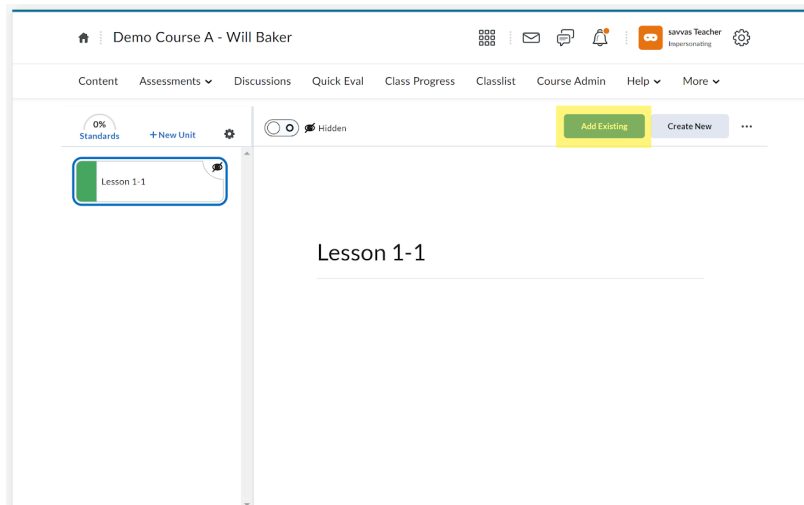 Demo Course A - Will Baker
savvas Teacher
Impersonating
Content Assessments Discussions Quick Eval Class Progress Classlist Course Admin Help More
0%
Standards
+ New Unit
Hidden
Add Existing
Create New
Lesson 1-1
Lesson 1-1